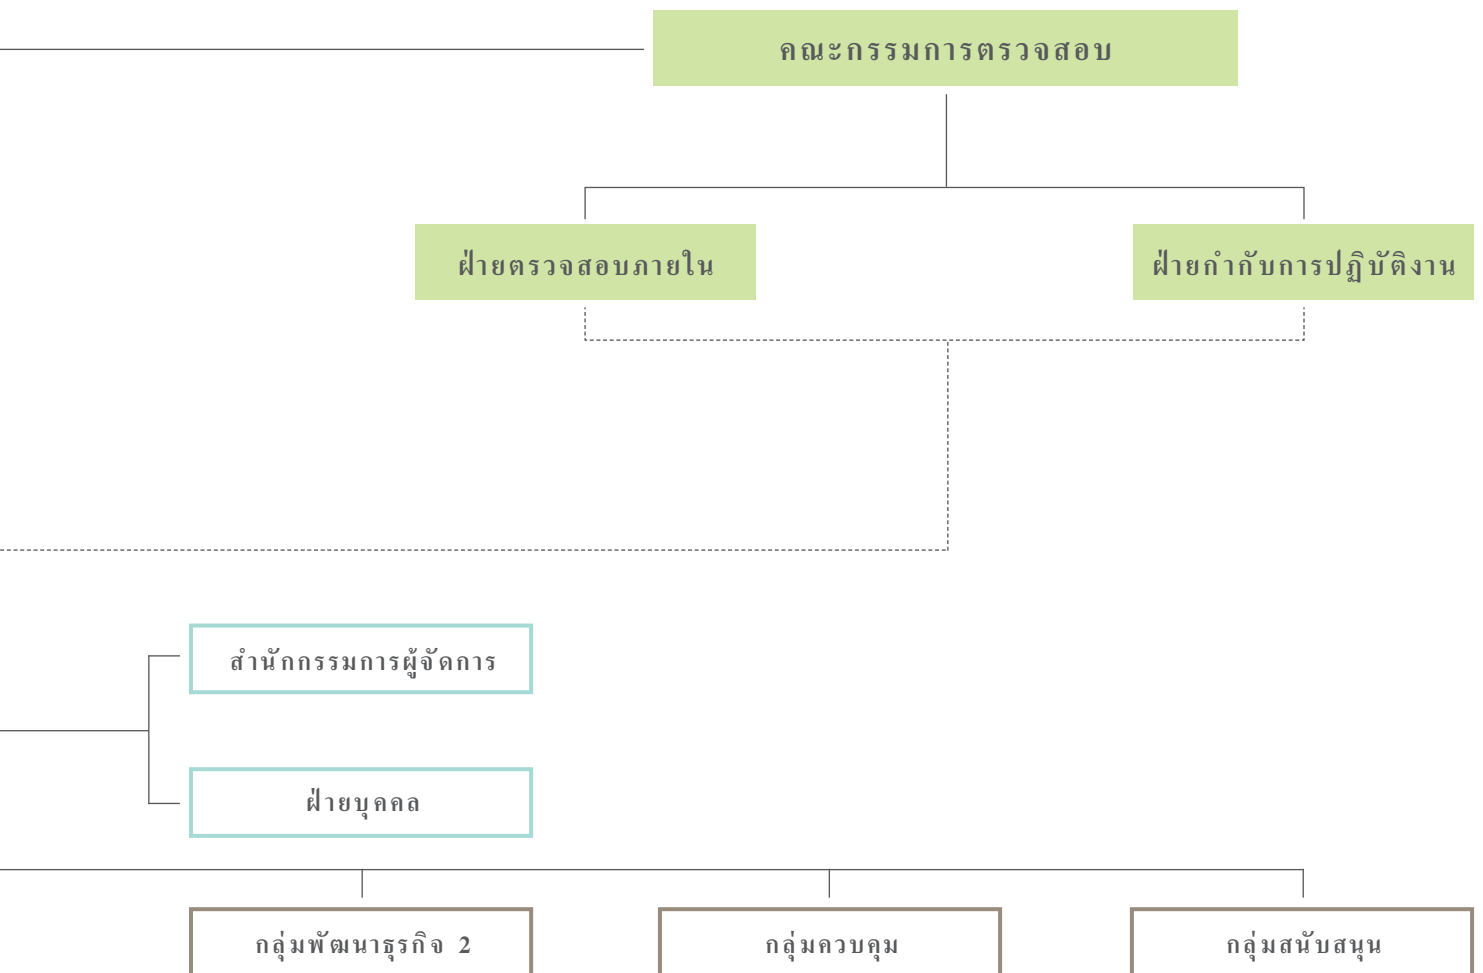 คณะกรรมการตรวจสอบ
ฝ่ายตรวจสอบภายใน
ฝ่ายกำกับการปฏิบัติงาน
สำนักกรรมการผู้จัดการ
ฝ่ายบุคคล
กลุ่มพัฒนาธุรกิจ 2
กลุ่มควบคุม
กลุ่มสนับสนุน